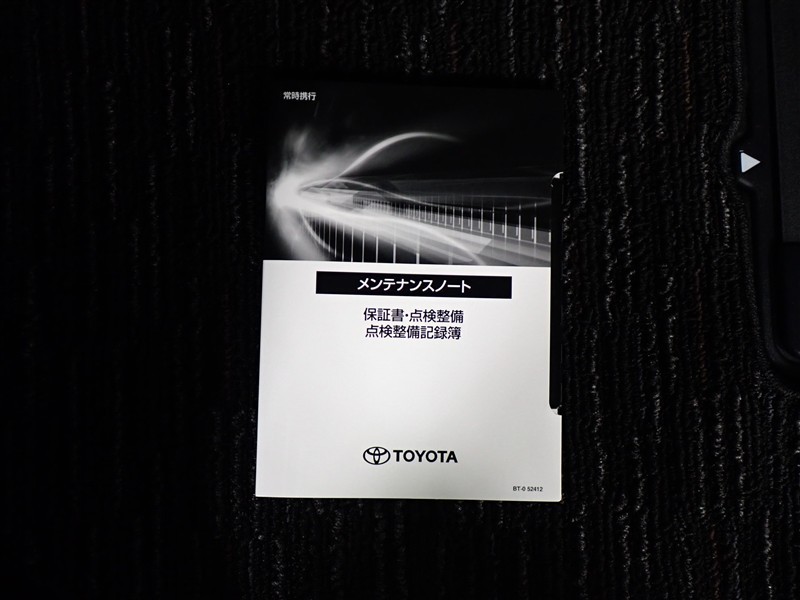 常時携行
メンテナンスノート
保証書・点検整備
点検整備記録簿
TOYOTA
BT-0 52412